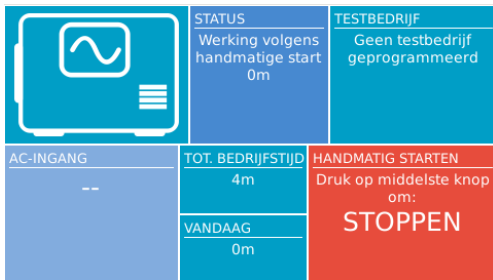 STATUS
Werking volgens
handmatige start
0m
TESTBEDRIJF
Geen testbedrijf
geprogrammeerd
AC-INGANG
--
TOT. BEDRIJFSTIJD
4m
VANDAAG
0m
HANDMATIG STARTEN
Druk op middelste knop
om:
STOPPEN